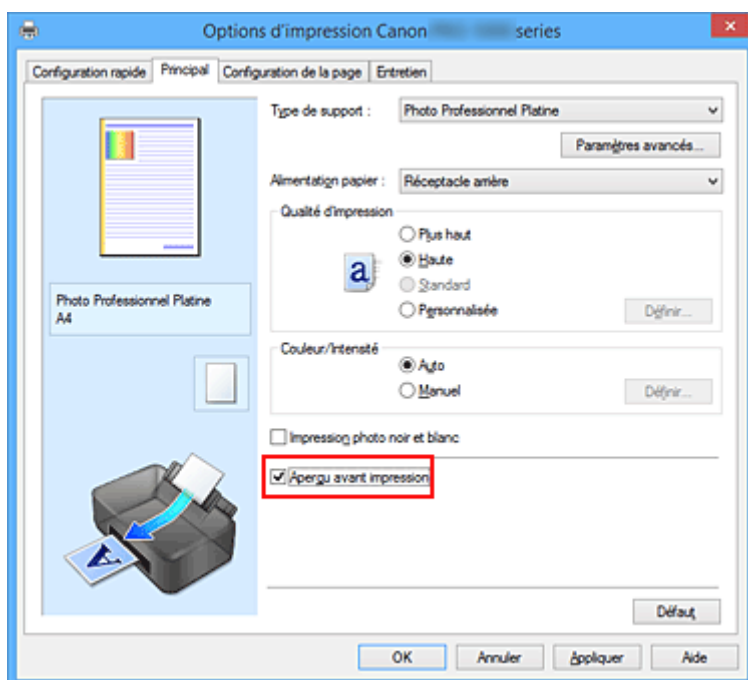 Options d'impression Canon series
Configuration rapide Principal Configuration de la page Entretien
Type de support : Photo Professionnel Platine
Paramètres avancés...
Alimentation papier : Réceptacle arrière
Qualité d'impression
Plus haut
Haute
Standard
Personnalisée Définir...
Photo Professionnel Platine
A4
Couleur/Intensité
Auto
Manuel Définir...
Impression photo noir et blanc
Aperçu avant impression
Défaut
OK Annuler Appliquer Aide